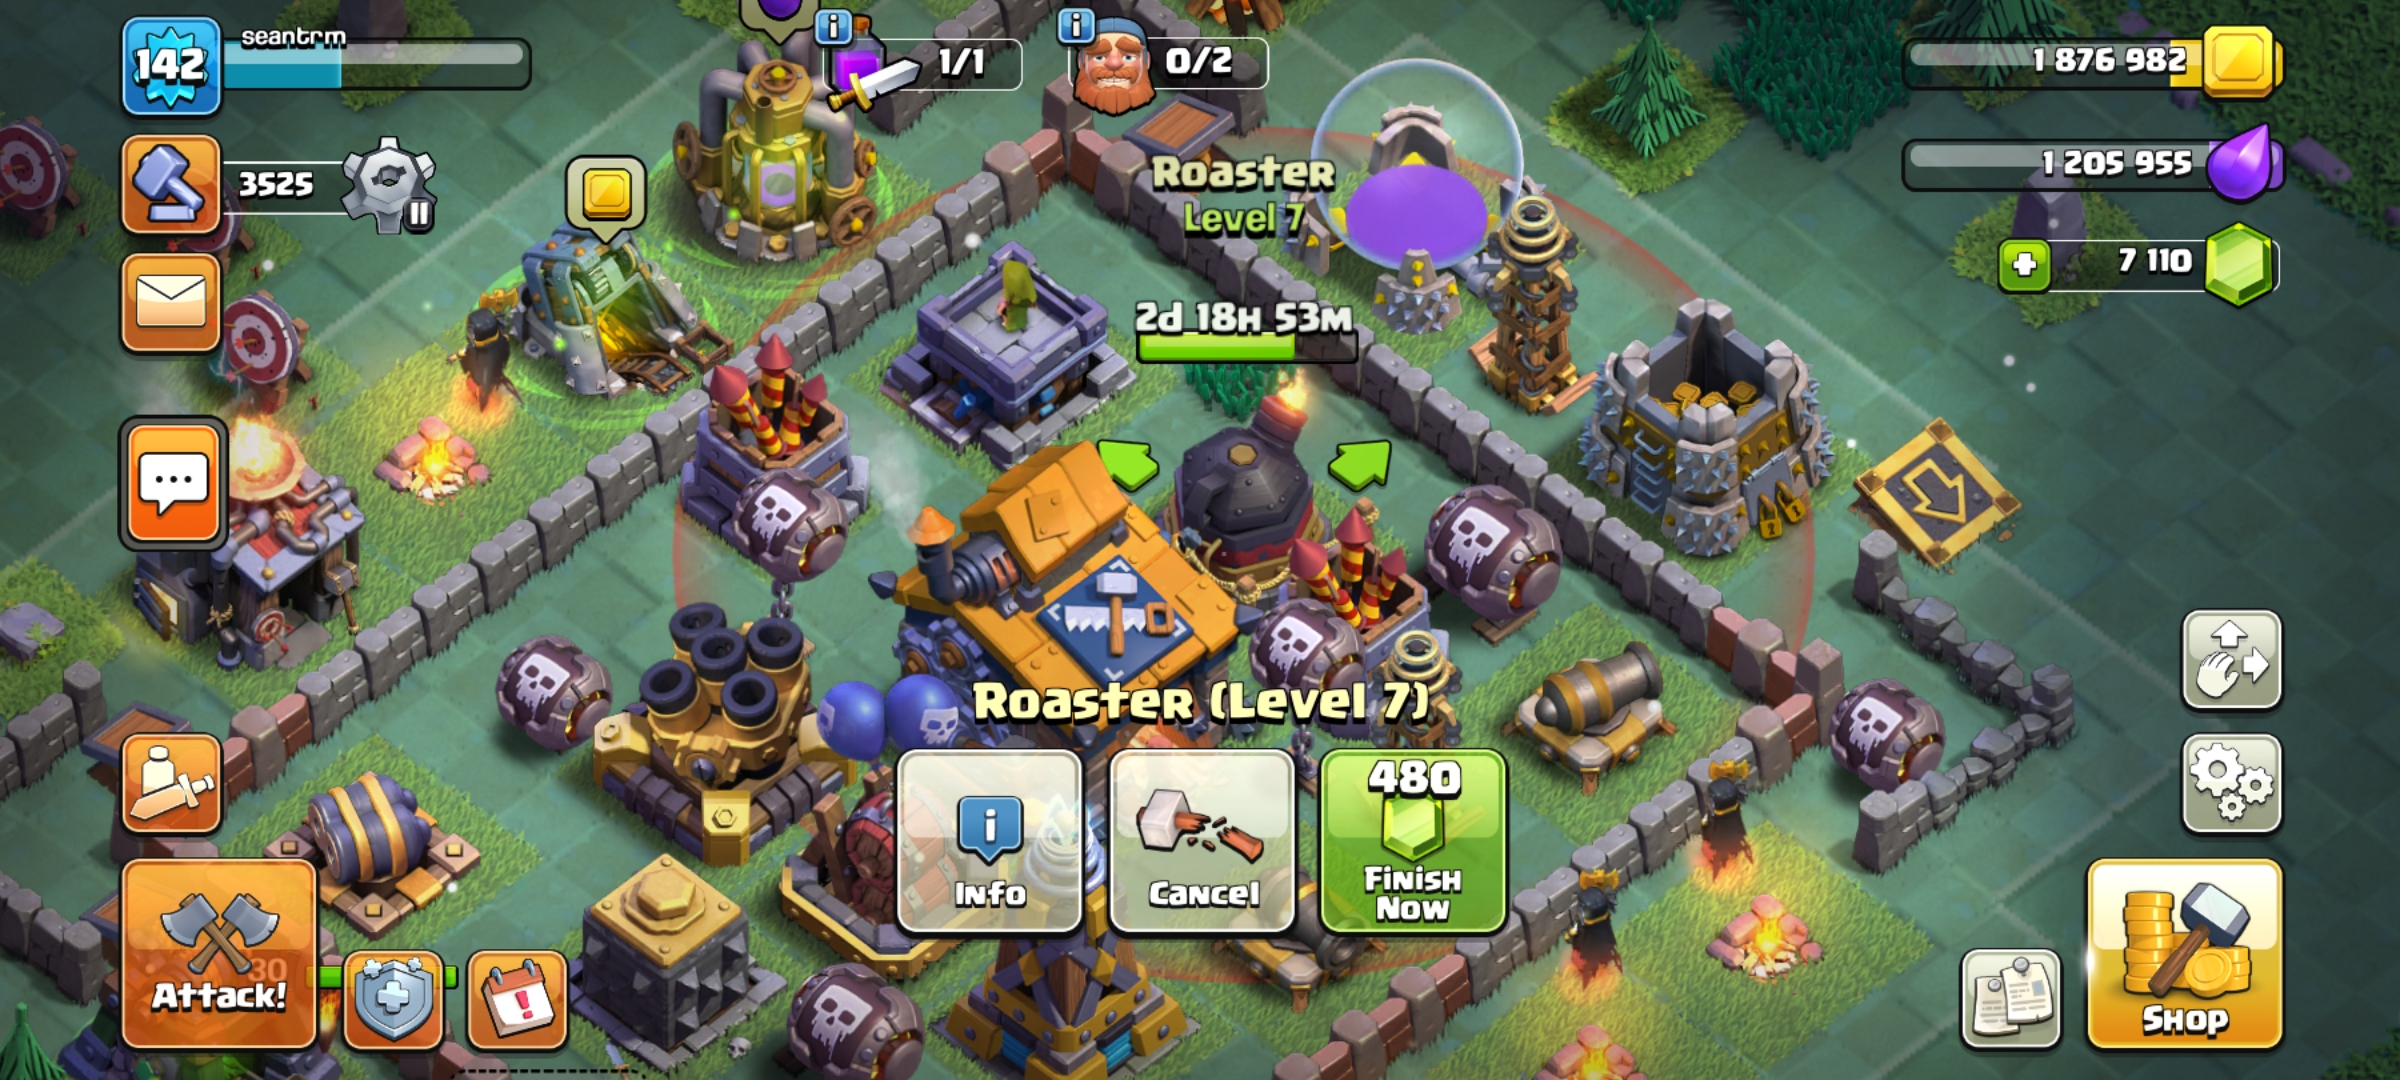 142
seantrm
1/1
0/2
1 876 982
3525
1 205 955
7 110
Roaster
Level 7
2d 18h 53m
Roaster (Level 7)
Info
Cancel
480
Finish
Now
30
Attack!
Shop